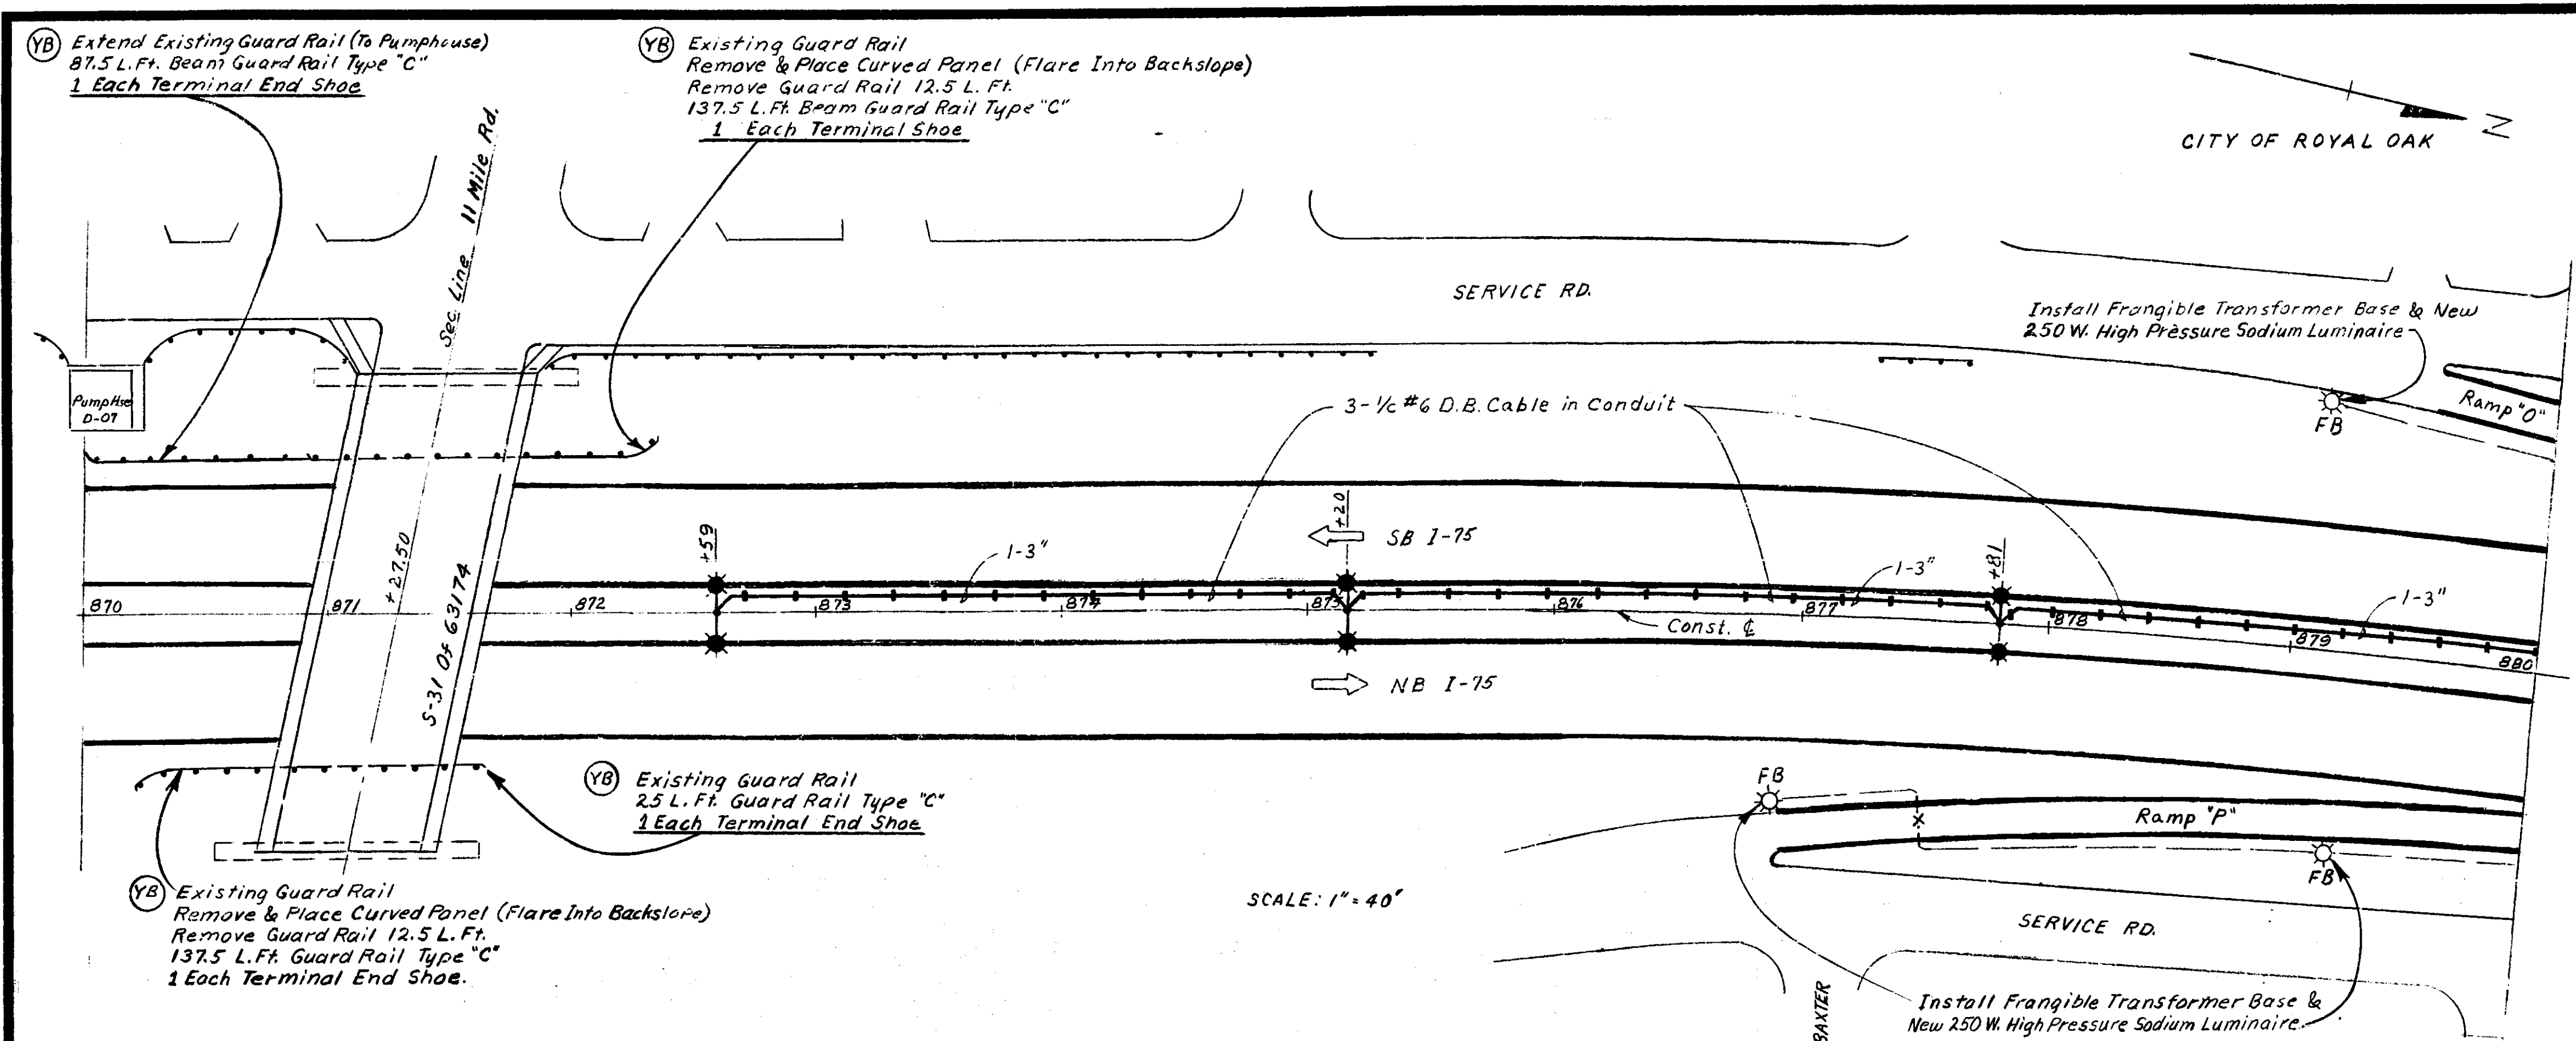 YB
Extend Existing Guard Rail (To Pumphouse)
87.5 L.Ft. Beam Guard Rail Type "C"
1 Each Terminal End Shoe
YB
Existing Guard Rail
Remove & Place Curved Panel (Flare Into Backslope)
Remove Guard Rail 12.5 L. Ft.
137.5 L.Ft. Beam Guard Rail Type "C"
1 Each Terminal Shoe
N
CITY OF ROYAL OAK
Sec. Line 11 Mile Rd.
SERVICE RD.
Install Frangible Transformer Base & New
250 W. High Pressure Sodium Luminaire
Pump Hse
D-07
3-1/c #6 D.B. Cable in Conduit
FB
Ramp "O"
+27.50
S-31 Of 63174
+59
+20
+81
SB I-75
1-3"
1-3"
1-3"
870
871
872
873
874
875
876
877
878
879
880
Const. ℄
NB I-75
YB
Existing Guard Rail
25 L. Ft. Guard Rail Type "C"
1 Each Terminal End Shoe
FB
Ramp "P"
FB
YB
Existing Guard Rail
Remove & Place Curved Panel (Flare Into Backslope)
Remove Guard Rail 12.5 L. Ft.
137.5 L.Ft. Guard Rail Type "C"
1 Each Terminal End Shoe.
SCALE: 1" = 40'
SERVICE RD.
BAXTER
Install Frangible Transformer Base &
New 250 W. High Pressure Sodium Luminaire